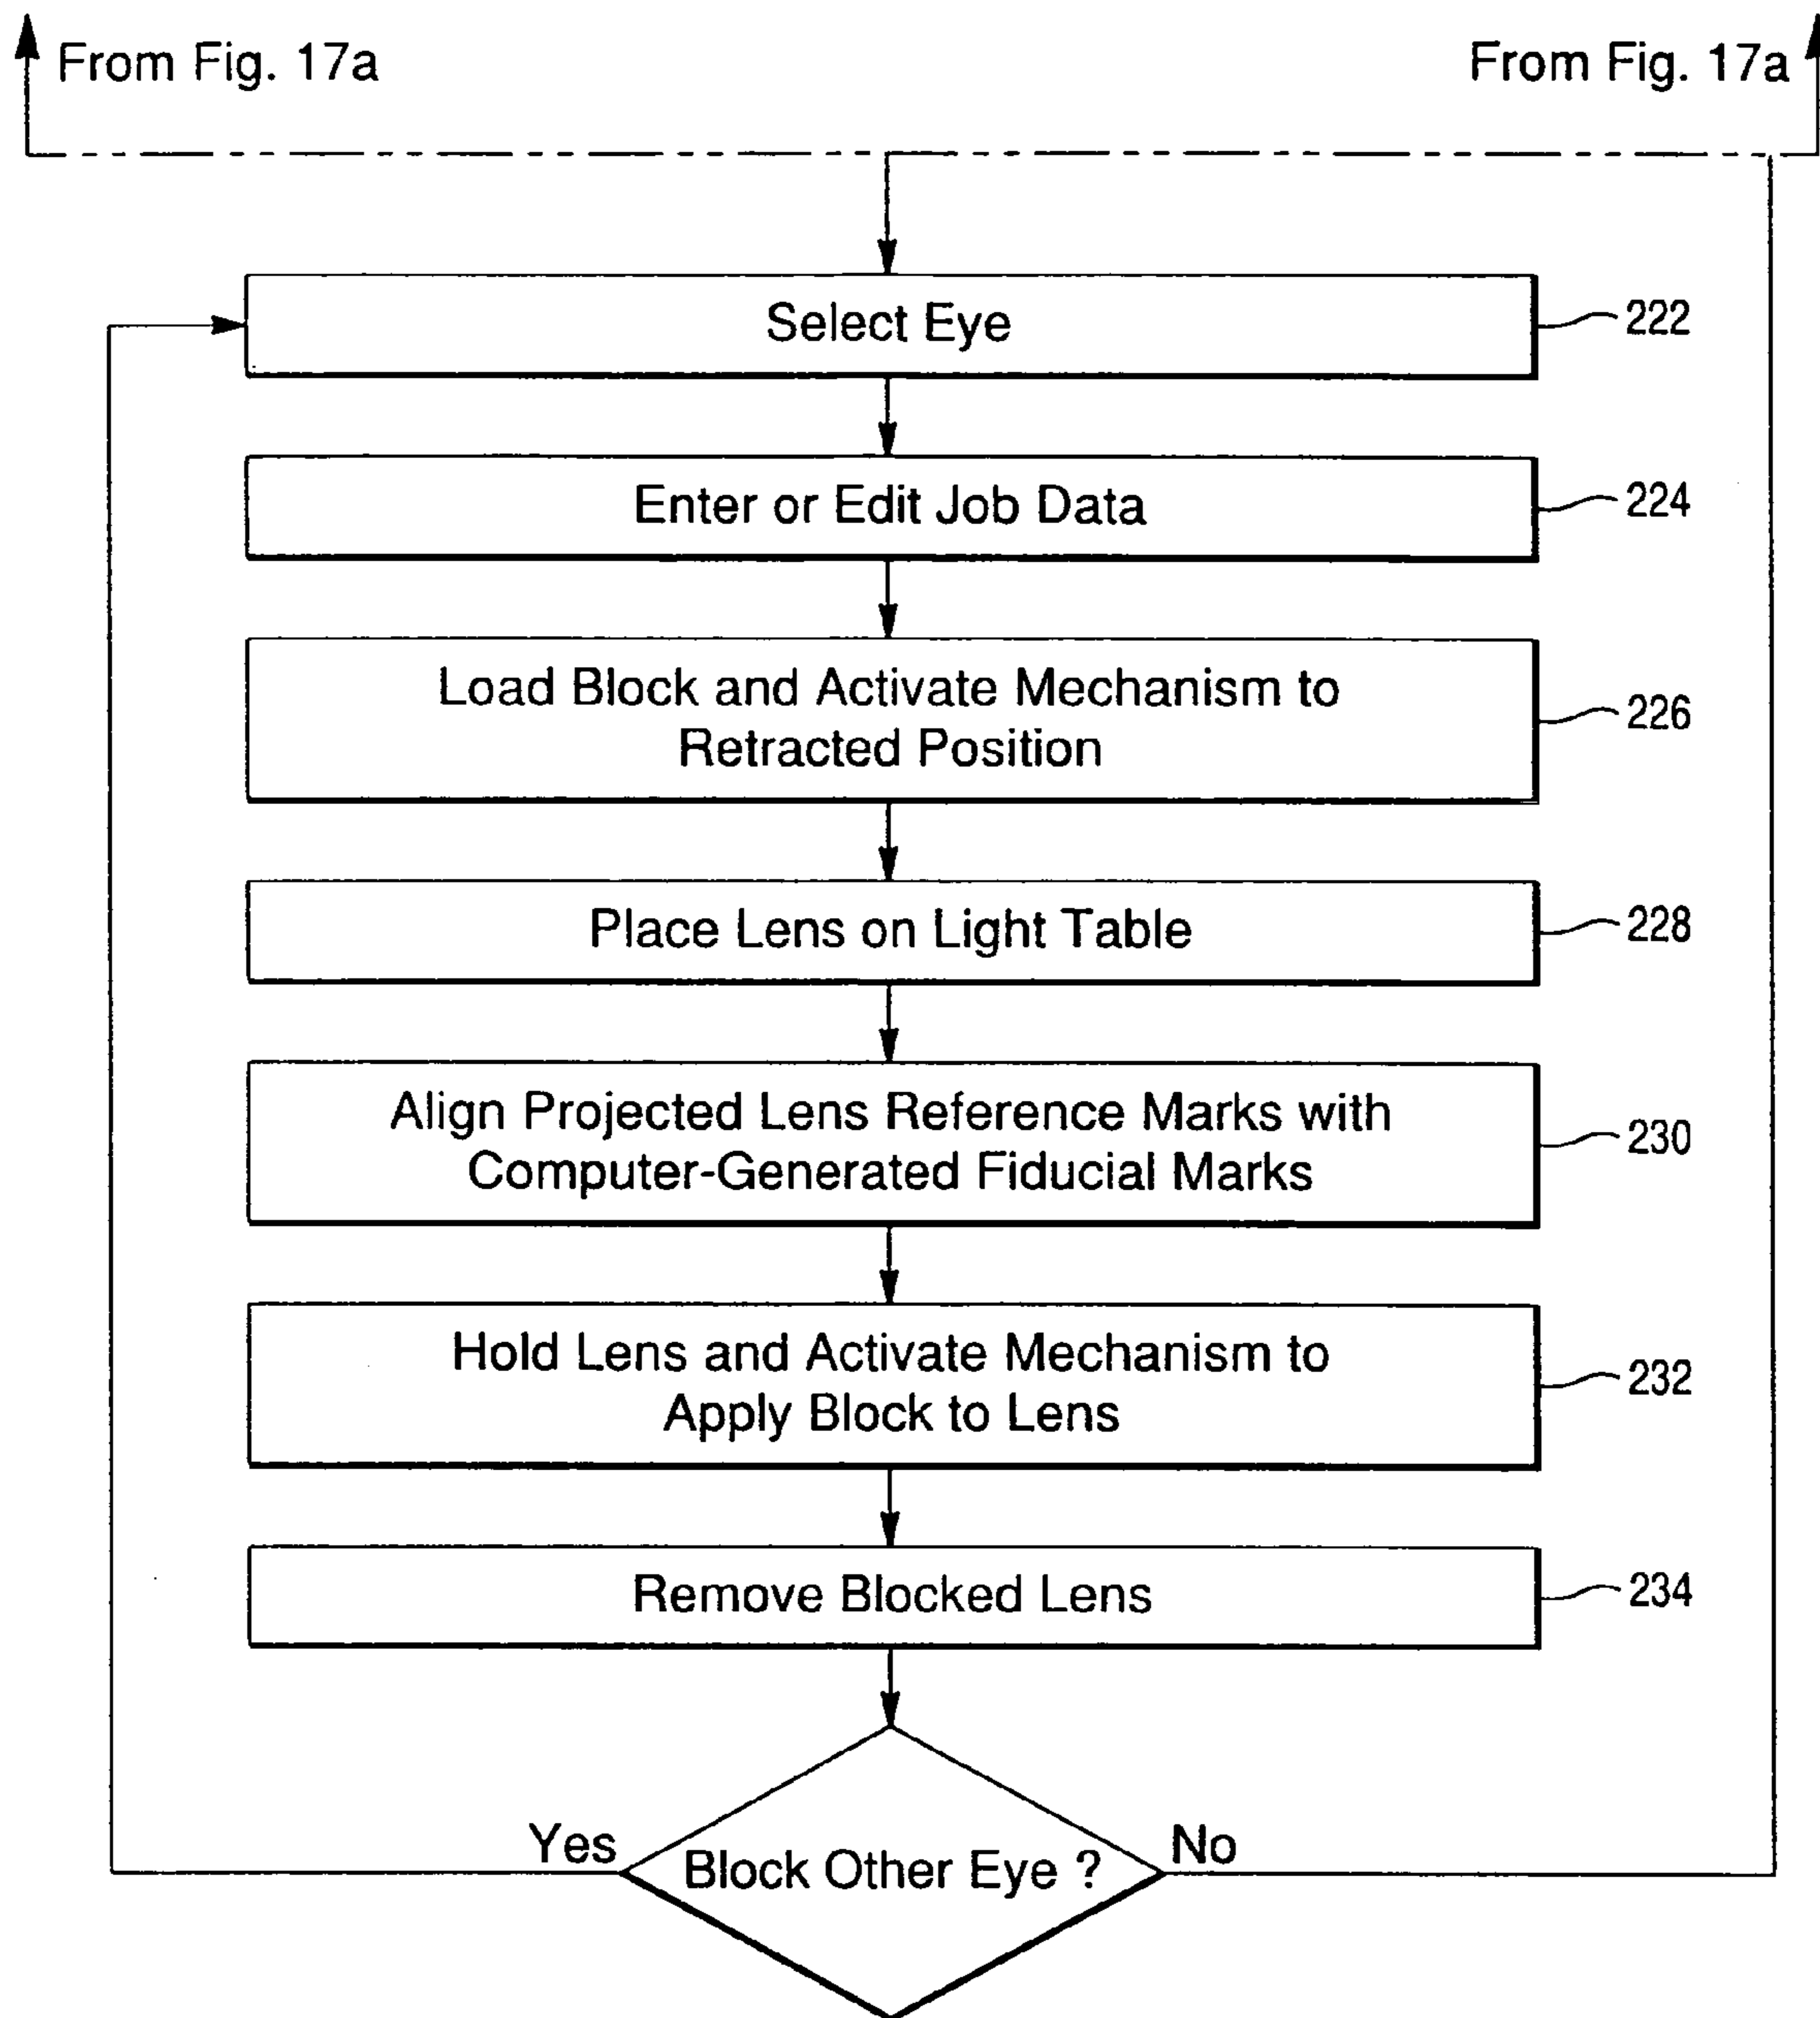 From Fig. 17a
From Fig. 17a
Select Eye
222
Enter or Edit Job Data
224
Load Block and Activate Mechanism to
Retracted Position
226
Place Lens on Light Table
228
Align Projected Lens Reference Marks with
Computer-Generated Fiducial Marks
230
Hold Lens and Activate Mechanism to
Apply Block to Lens
232
Remove Blocked Lens
234
Yes
Block Other Eye ?
No